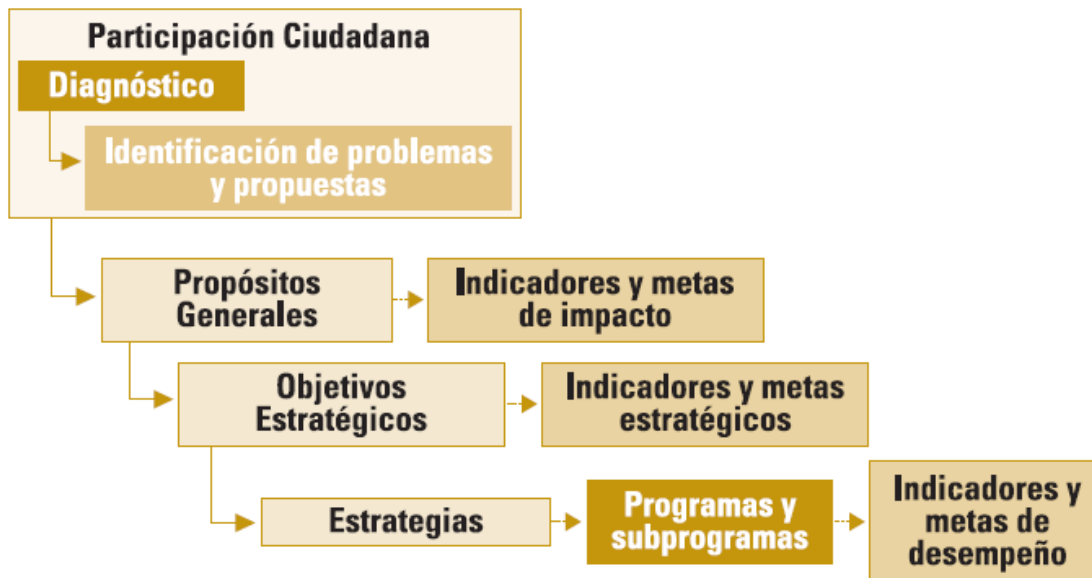 Participación Ciudadana
Diagnóstico
Identificación de problemas
y propuestas
Propósitos
Generales
Indicadores y metas
de impacto
Objetivos
Estratégicos
Indicadores y metas
estratégicos
Estrategias
Programas y
subprogramas
Indicadores y
metas de
desempeño